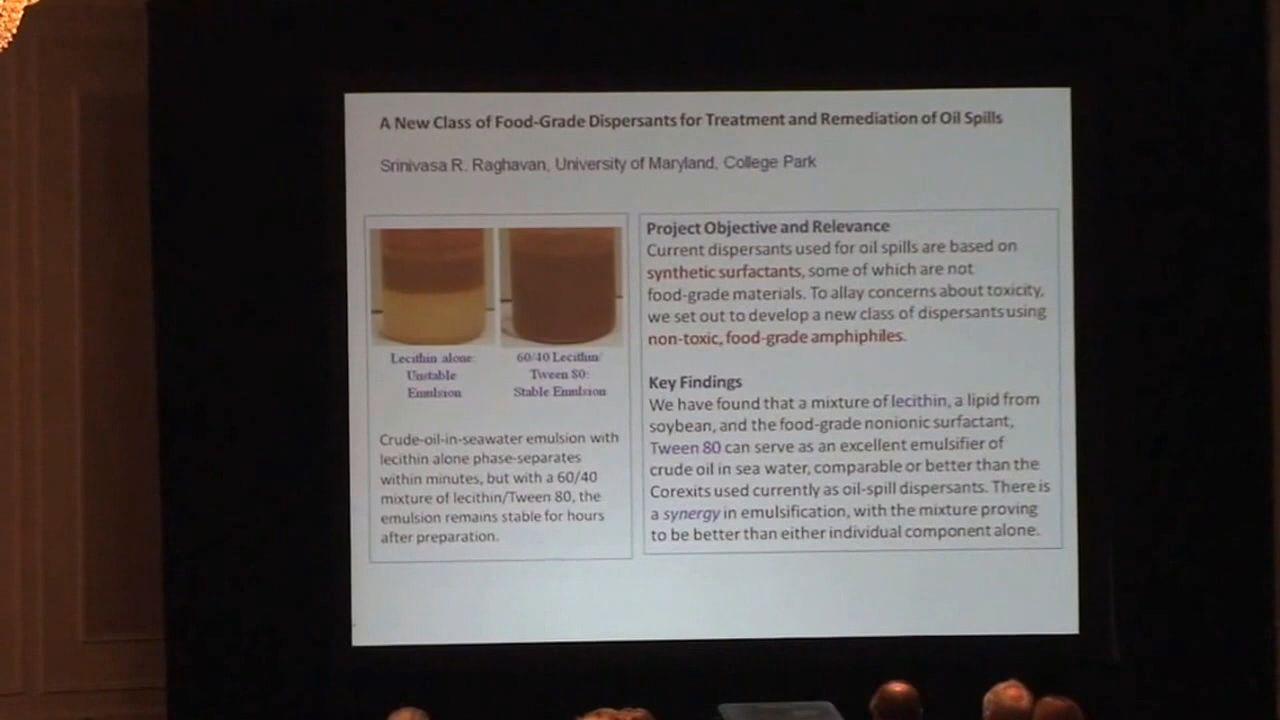 A New Class of Food-Grade Dispersants for Treatment and Remediation of Oil Spills
Srinivasa R. Raghavan, University of Maryland, College Park
Lecithin alone:
Unstable
Emulsion
60/40 Lecithin/
Tween 80:
Stable Emulsion
Crude-oil-in-seawater emulsion with
lecithin alone phase-separates
within minutes, but with a 60/40
mixture of lecithin/Tween 80, the
emulsion remains stable for hours
after preparation.
Project Objective and Relevance
Current dispersants used for oil spills are based on
synthetic surfactants, some of which are not
food-grade materials. To allay concerns about toxicity,
we set out to develop a new class of dispersants using
non-toxic, food-grade amphiphiles.
Key Findings
We have found that a mixture of lecithin, a lipid from
soybean, and the food-grade nonionic surfactant,
Tween 80 can serve as an excellent emulsifier of
crude oil in sea water, comparable or better than the
Corexits used currently as oil-spill dispersants. There is
a synergy in emulsification, with the mixture proving
to be better than either individual component alone.